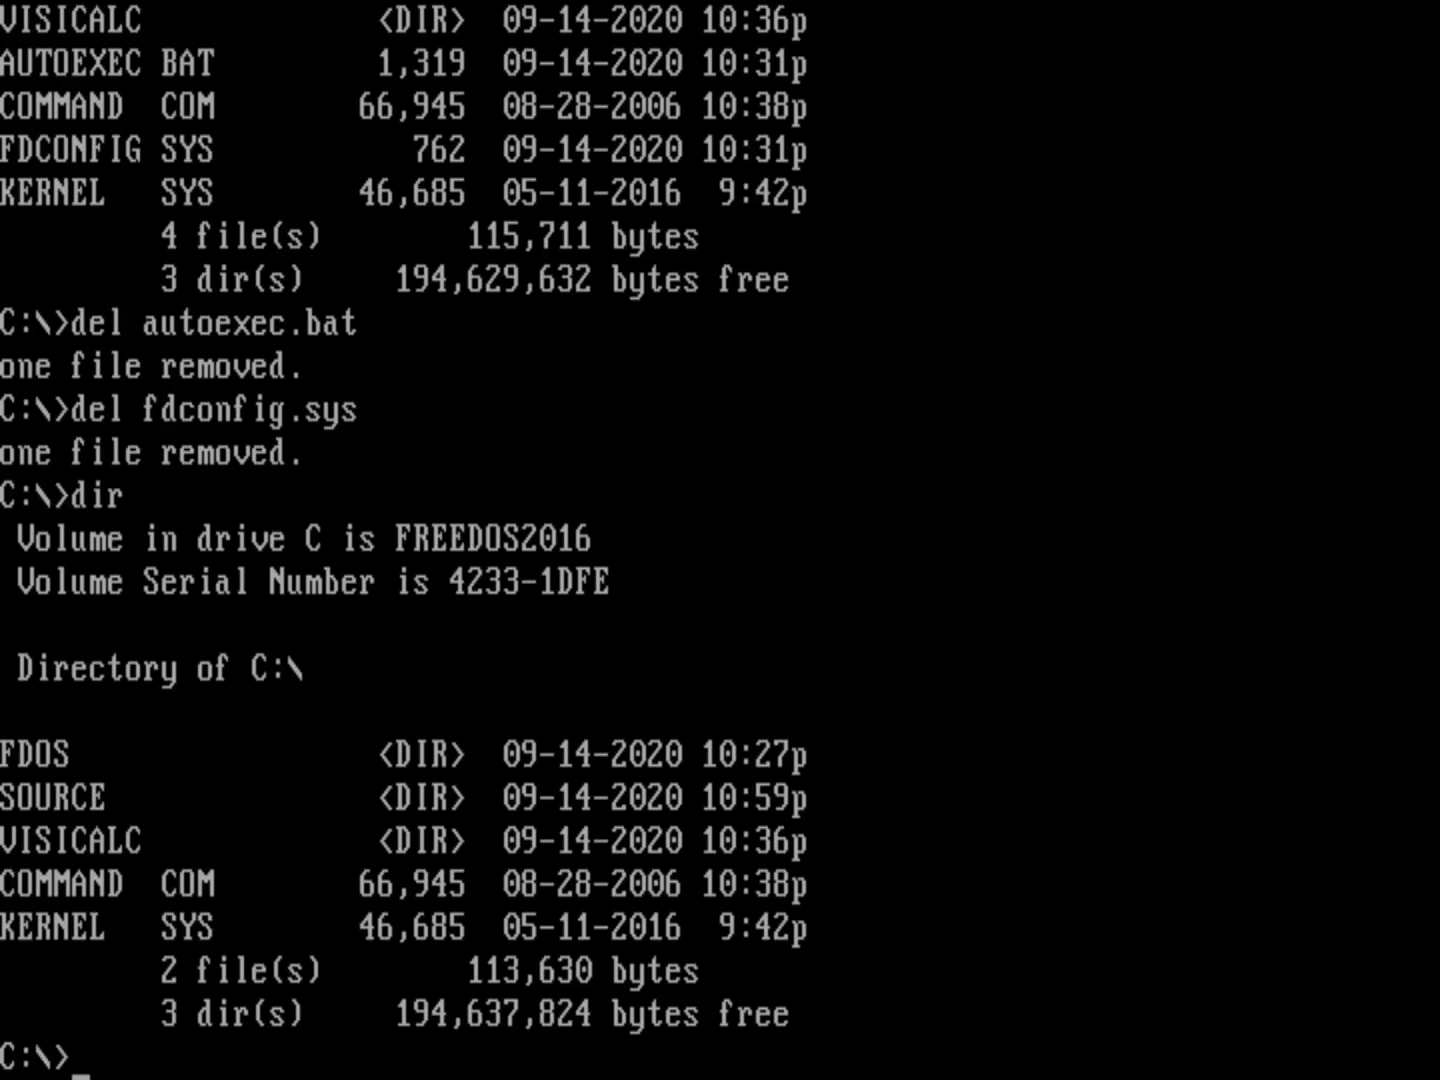 VISICALC             <DIR>  09-14-2020 10:36p
AUTOEXEC BAT         1,319  09-14-2020 10:31p
COMMAND  COM        66,945  08-28-2006 10:38p
FDCONFIG SYS           762  09-14-2020 10:31p
KERNEL   SYS        46,685  05-11-2016  9:42p
         4 file(s)        115,711 bytes
         3 dir(s)     194,629,632 bytes free
C:\>del autoexec.bat
one file removed.
C:\>del fdconfig.sys
one file removed.
C:\>dir
 Volume in drive C is FREEDOS2016
 Volume Serial Number is 4233-1DFE
 Directory of C:\
FDOS                 <DIR>  09-14-2020 10:27p
SOURCE               <DIR>  09-14-2020 10:59p
VISICALC             <DIR>  09-14-2020 10:36p
COMMAND  COM        66,945  08-28-2006 10:38p
KERNEL   SYS        46,685  05-11-2016  9:42p
         2 file(s)        113,630 bytes
         3 dir(s)     194,637,824 bytes free
C:\>_